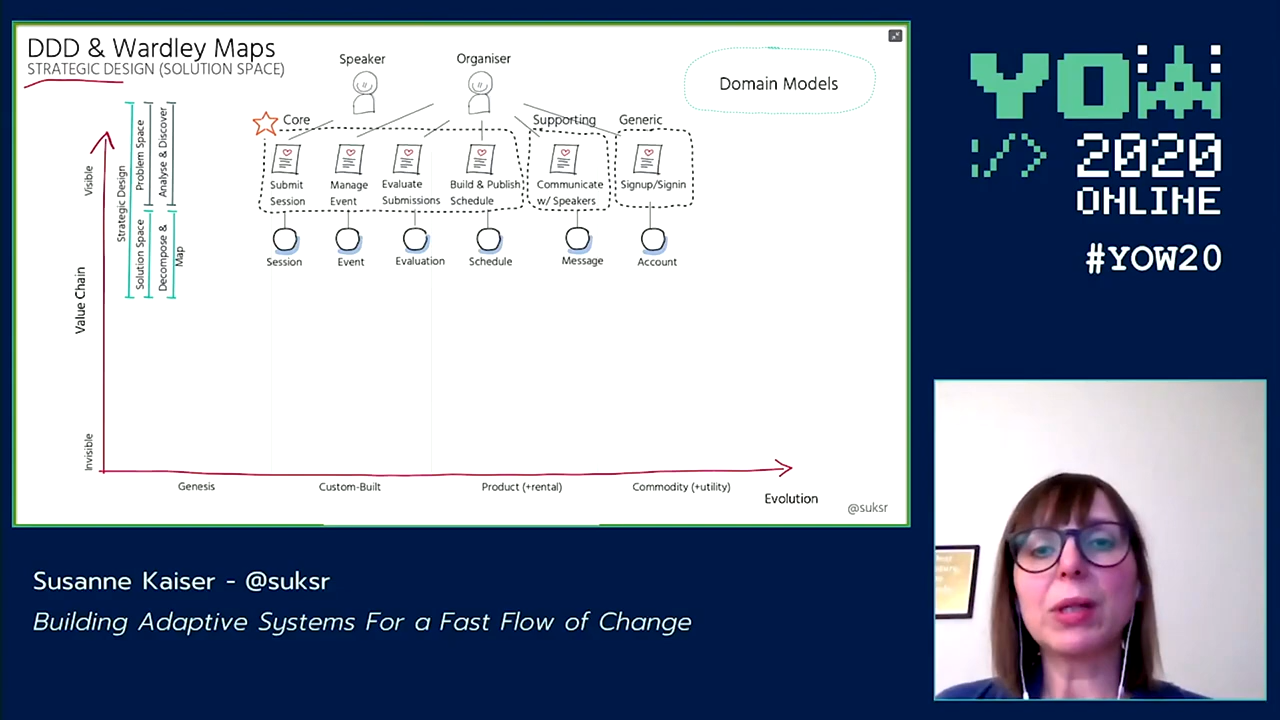 DDD & Wardley Maps
STRATEGIC DESIGN (SOLUTION SPACE)
Speaker
Organiser
Domain Models
Core
Supporting
Generic
Submit
Session
Manage
Event
Evaluate
Submissions
Build & Publish
Schedule
Communicate
w/ Speakers
Signup/Signin
Session
Event
Evaluation
Schedule
Message
Account
Strategic Design
Problem Space
Analyse & Discover
Solution Space
Decompose &
Map
Visible
Value Chain
Invisible
Genesis
Custom-Built
Product (+rental)
Commodity (+utility)
Evolution
@suksr
YOW
:/> 2020
ONLINE
#YOW20
Susanne Kaiser - @suksr
Building Adaptive Systems For a Fast Flow of Change